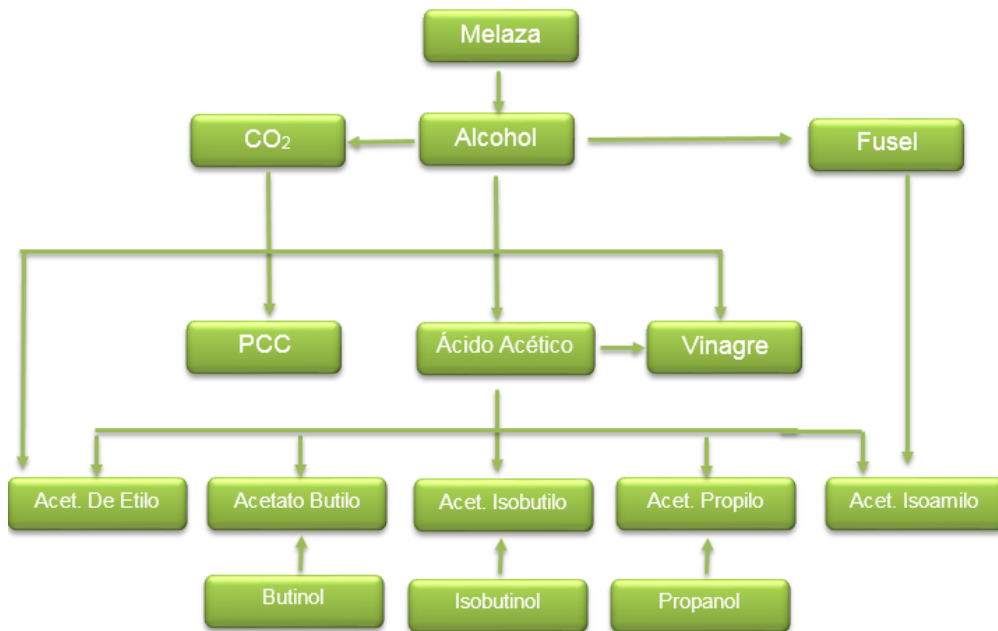 Melaza
CO₂
Alcohol
Fusel
PCC
Ácido Acético
Vinagre
Acet. De Etilo
Acetato Butilo
Acet. Isobutilo
Acet. Propilo
Acet. Isoamilo
Butinol
Isobutinol
Propanol